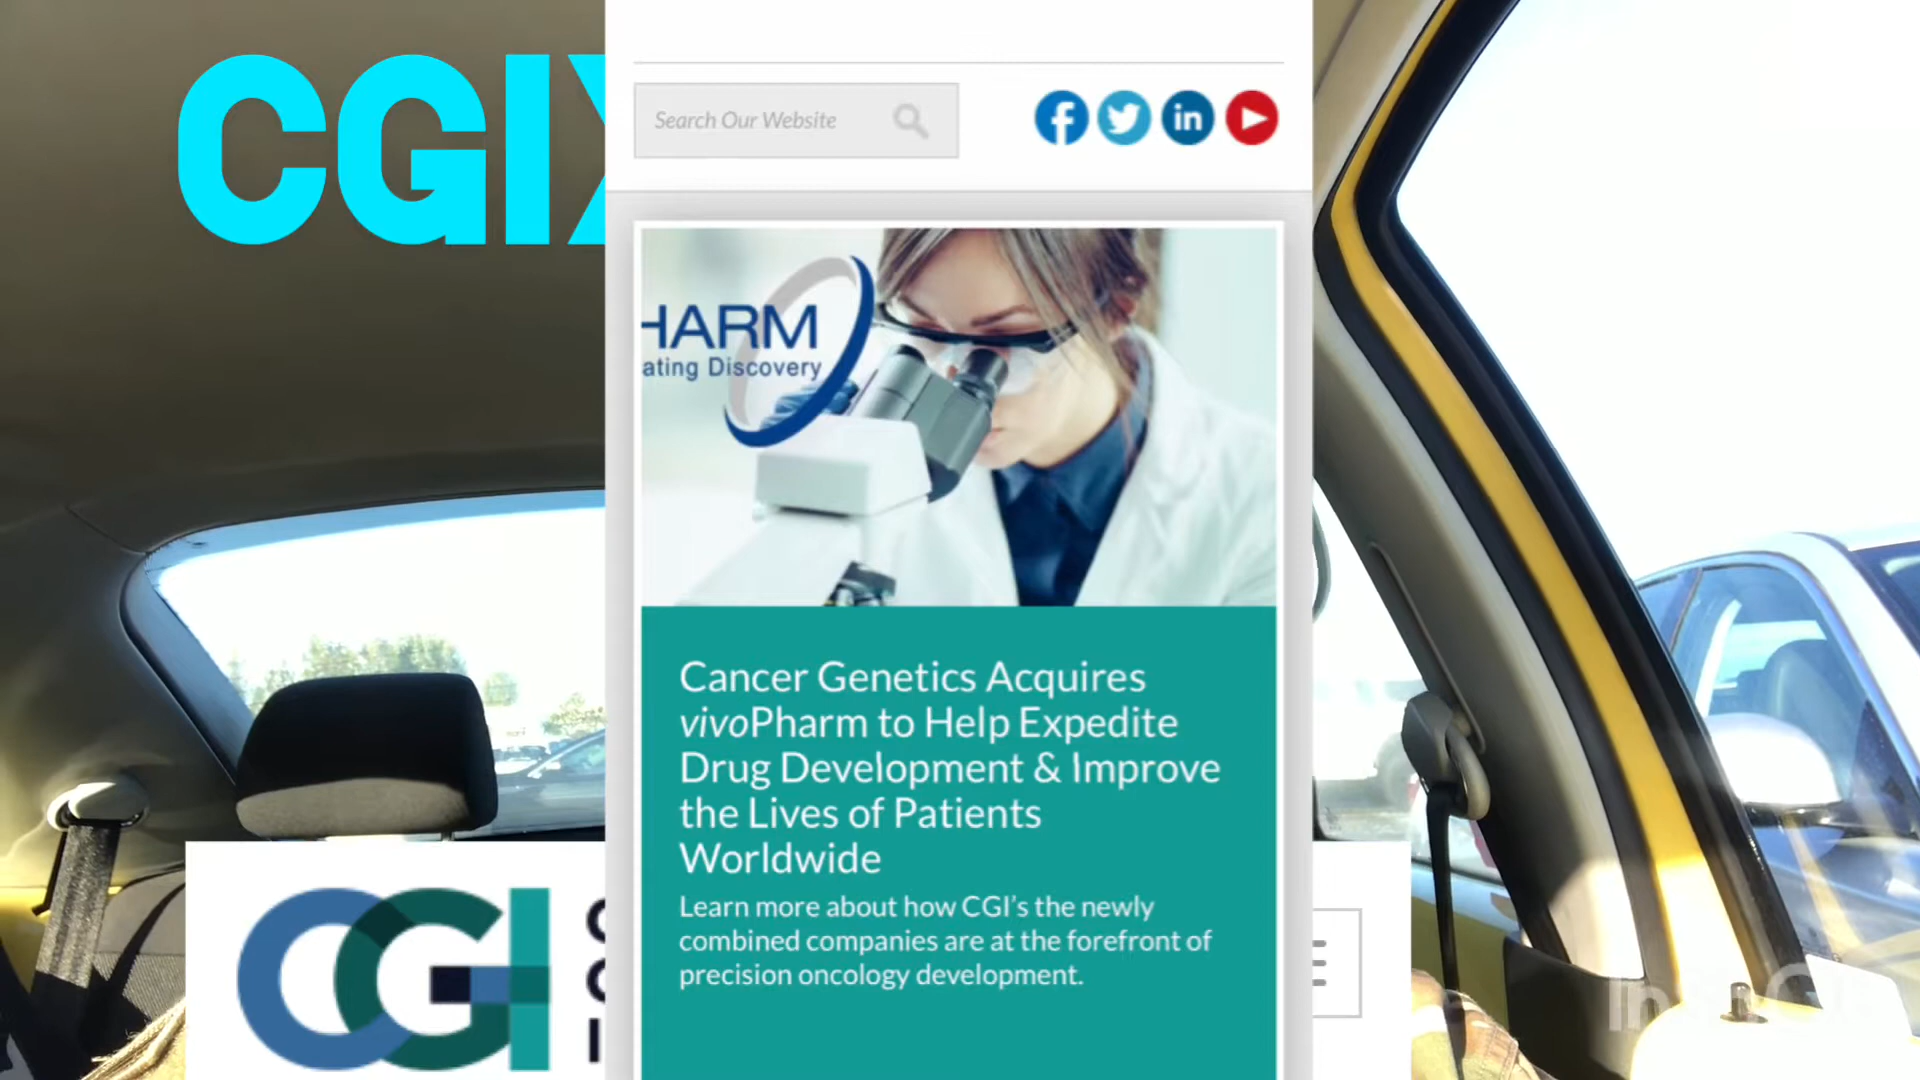 CGIX
Search Our Website
in
HARM
ating Discovery
Cancer Genetics Acquires
vivoPharm to Help Expedite
Drug Development & Improve
the Lives of Patients
Worldwide
Learn more about how CGI's the newly
combined companies are at the forefront of
precision oncology development.
CGI